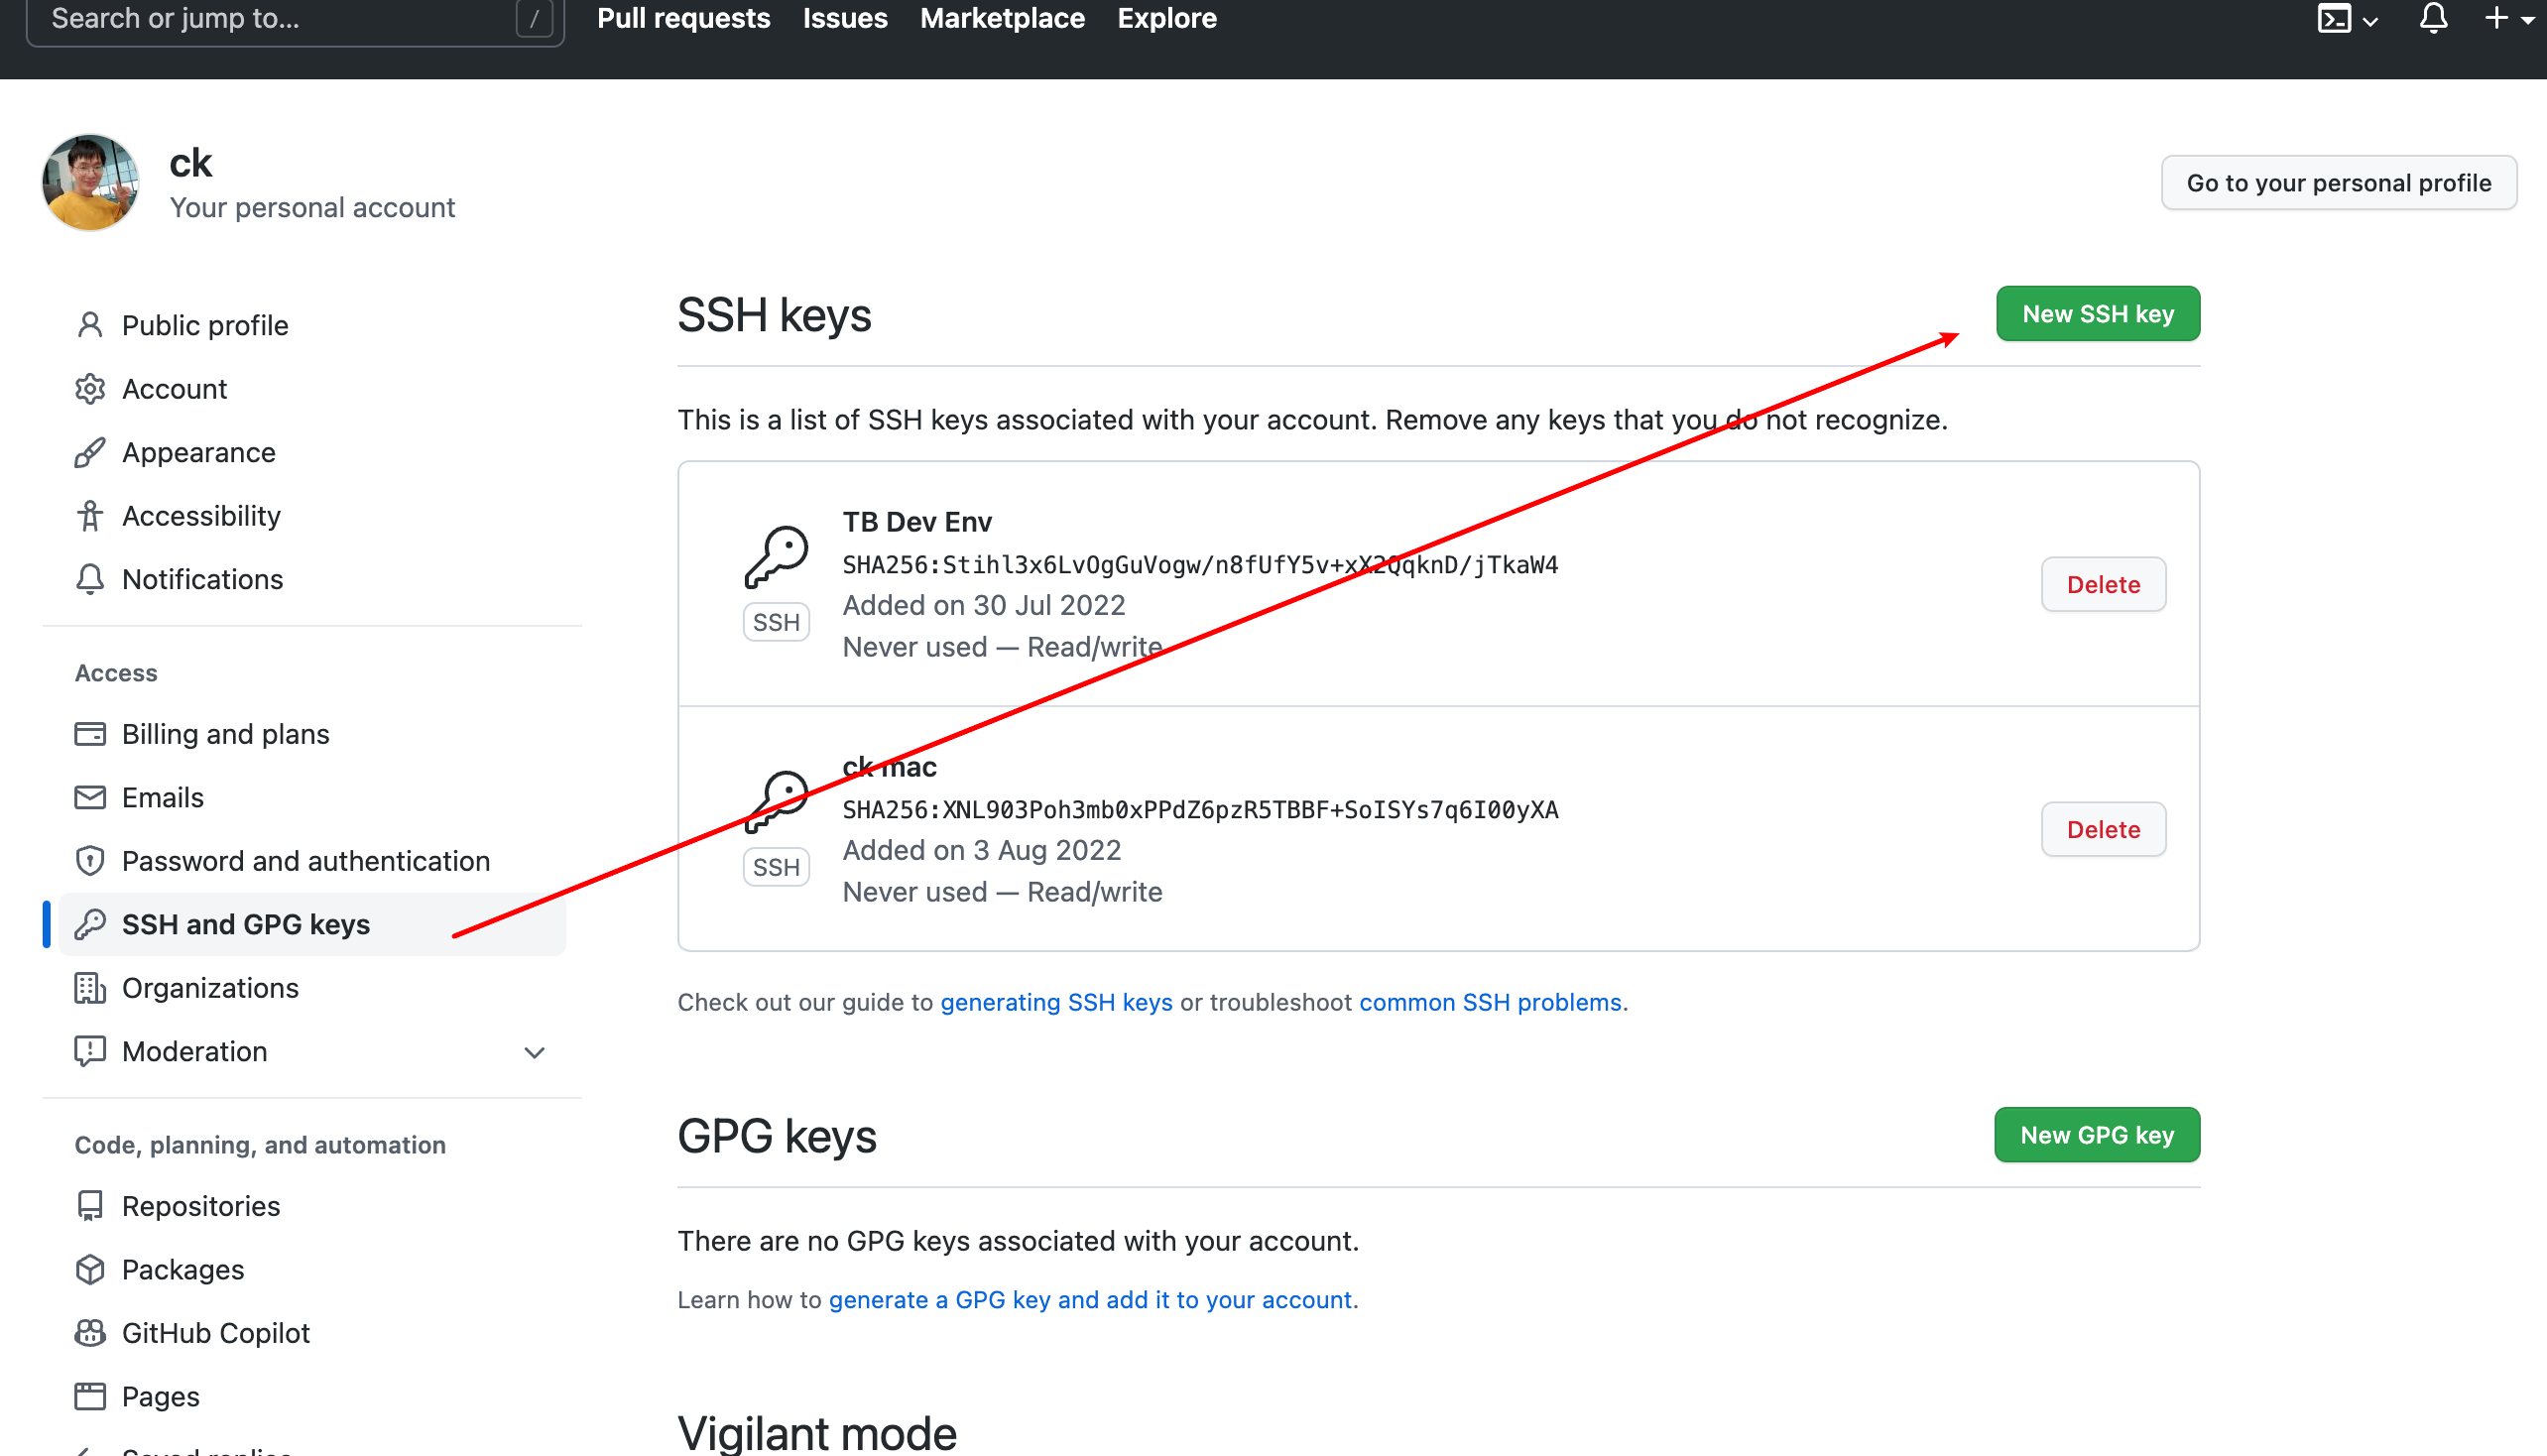 Search or jump to...
/
Pull requests
Issues
Marketplace
Explore
ck
Your personal account
Go to your personal profile
Public profile
Account
Appearance
Accessibility
Notifications
Access
Billing and plans
Emails
Password and authentication
SSH and GPG keys
Organizations
Moderation
Code, planning, and automation
Repositories
Packages
GitHub Copilot
Pages
Saved replies
SSH keys
New SSH key
This is a list of SSH keys associated with your account. Remove any keys that you do not recognize.
TB Dev Env
SHA256:Stihl3x6LvOgGuVogw/n8fUfY5v+xX2QqknD/jTkaW4
Added on 30 Jul 2022
Never used — Read/write
SSH
Delete
ck mac
SHA256:XNL903Poh3mb0xPPdZ6pzR5TBBF+SoISYs7q6I00yXA
Added on 3 Aug 2022
Never used — Read/write
SSH
Delete
Check out our guide to generating SSH keys or troubleshoot common SSH problems.
GPG keys
New GPG key
There are no GPG keys associated with your account.
Learn how to generate a GPG key and add it to your account.
Vigilant mode